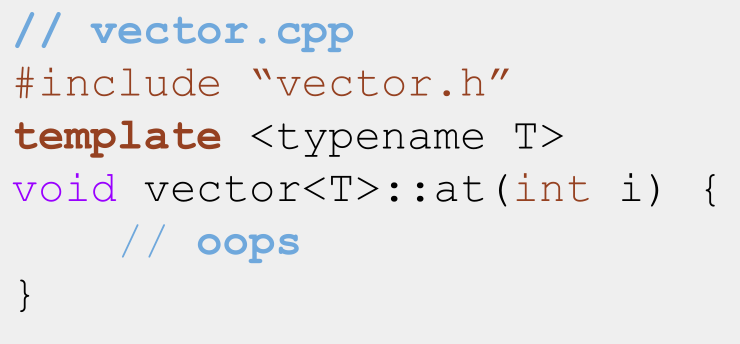 // vector.cpp
#include “vector.h”
template <typename T>
void vector<T>::at(int i) {
    // oops
}